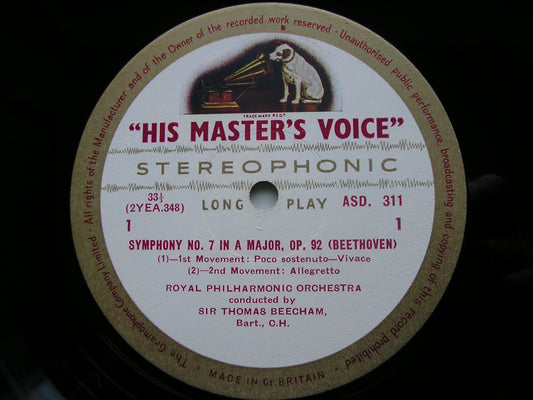 All rights of the Manufacturer and of the Owner of the recorded work reserved · Unauthorised public performance, broadcasting and copying of this record prohibited
TRADE MARK REGD
"HIS MASTER'S VOICE"
STEREOPHONIC
33⅓
(2YEA.348)
LONG PLAY
ASD. 311
1
1
SYMPHONY NO. 7 IN A MAJOR, OP. 92 (BEETHOVEN)
(1)—1st Movement: Poco sostenuto—Vivace
(2)—2nd Movement: Allegretto
ROYAL PHILHARMONIC ORCHESTRA
conducted by
SIR THOMAS BEECHAM,
Bart., C.H.
The Gramophone Company Limited ·
· MADE IN Gt. BRITAIN ·